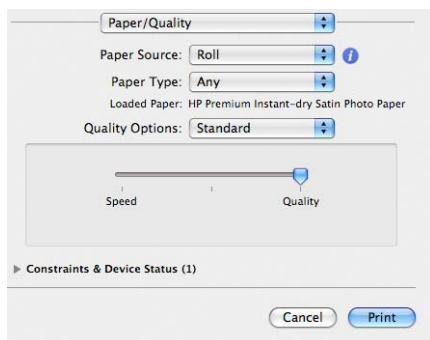 Paper/Quality
Paper Source: Roll
Paper Type: Any
Loaded Paper: HP Premium Instant-dry Satin Photo Paper
Quality Options: Standard
Speed Quality
Constraints & Device Status (1)
Cancel Print